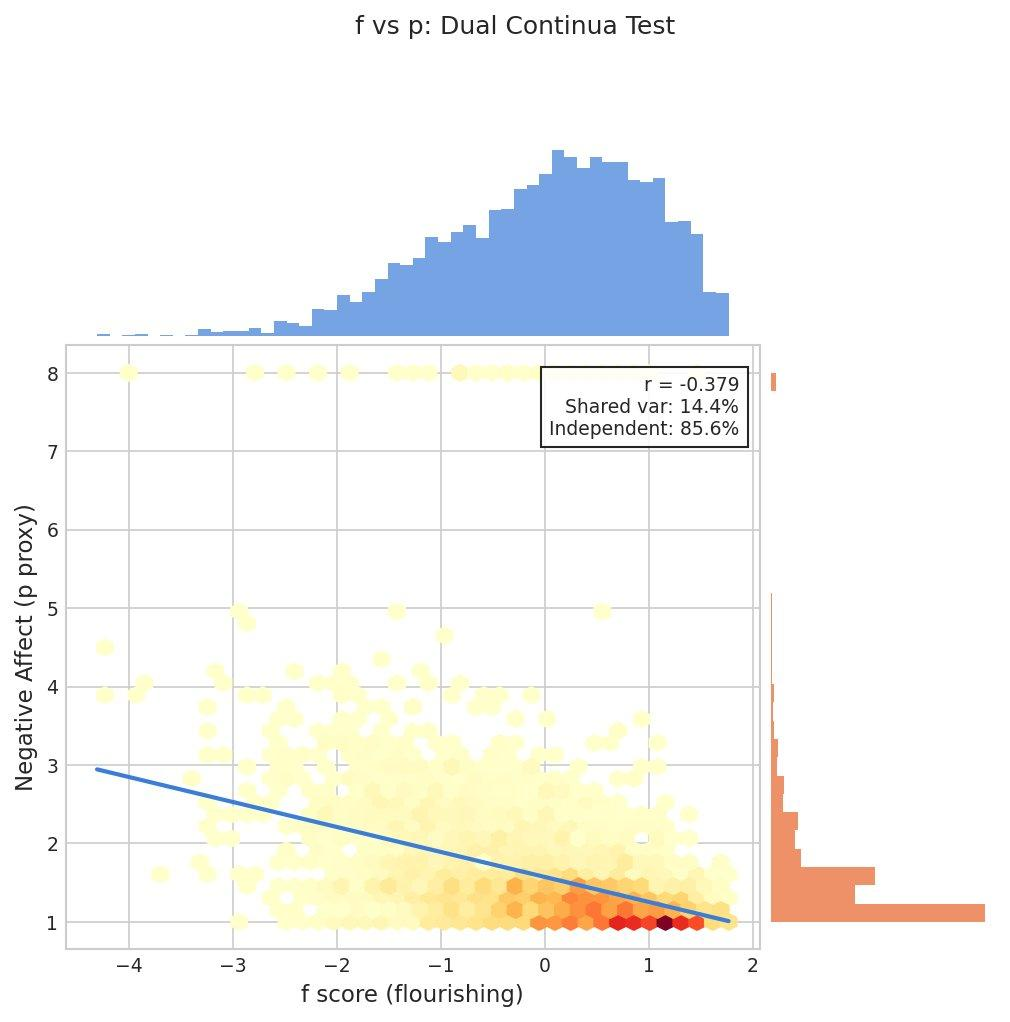 f vs p: Dual Continua Test
r = -0.379
Shared var: 14.4%
Independent: 85.6%
Negative Affect (p proxy)
8
7
6
5
4
3
2
1
−4
−3
−2
−1
0
1
2
f score (flourishing)